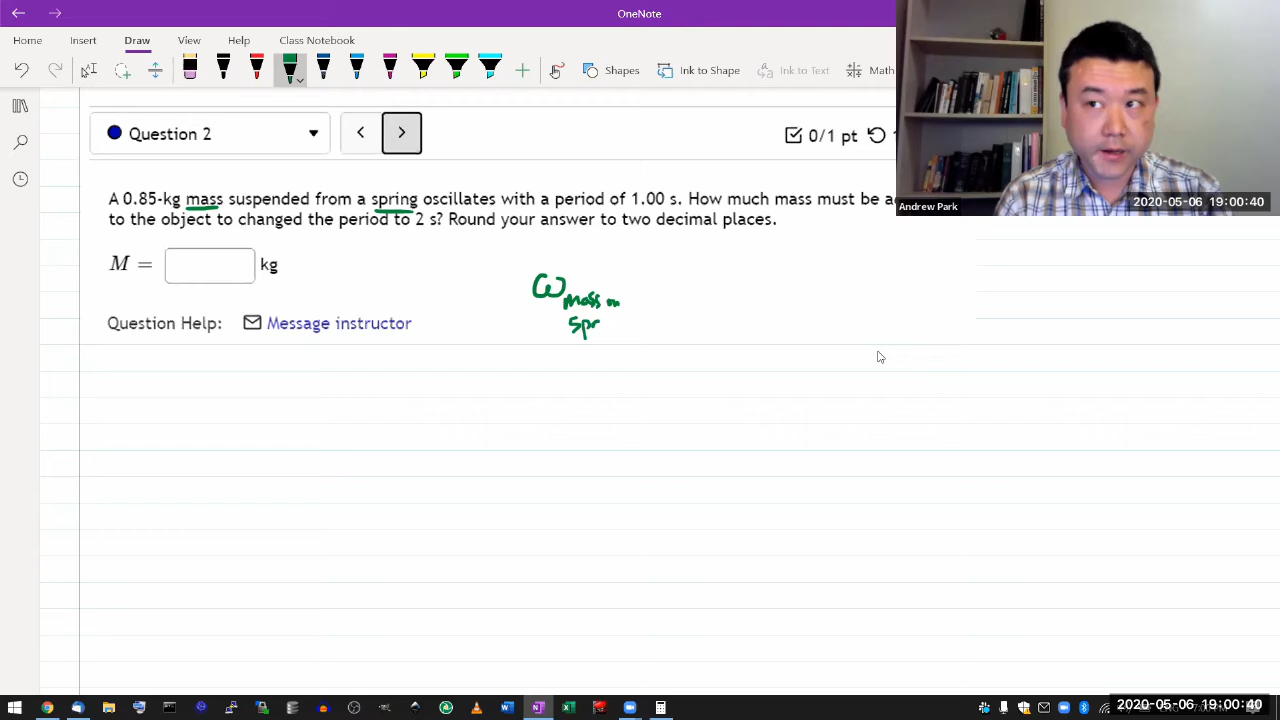 OneNote
Home Insert Draw View Help Class Notebook
Shapes Ink to Shape Ink to Text Math
Question 2
0/1 pt
A 0.85-kg mass suspended from a spring oscillates with a period of 1.00 s. How much mass must be a
to the object to changed the period to 2 s? Round your answer to two decimal places.
M = kg
Question Help: Message instructor
ω mass on
spr
Andrew Park
2020-05-06 19:00:40
2020-05-06 19:00:40